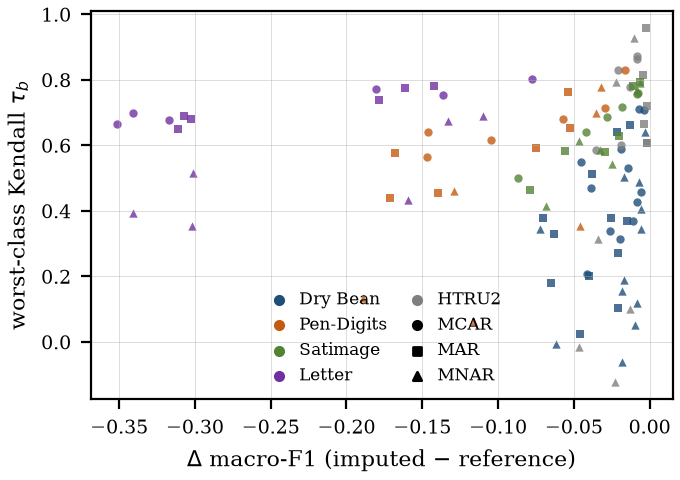 1.0
0.8
0.6
0.4
0.2
0.0
worst-class Kendall τ_b
Dry Bean
Pen-Digits
Satimage
Letter
HTRU2
MCAR
MAR
MNAR
−0.35 −0.30 −0.25 −0.20 −0.15 −0.10 −0.05 0.00
Δ macro-F1 (imputed − reference)